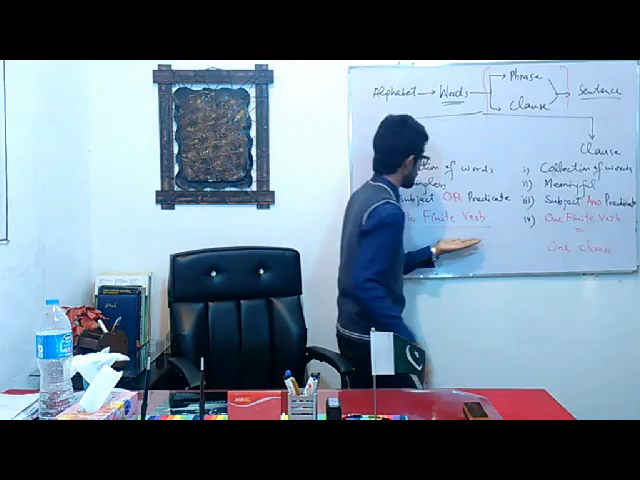 Phrase
Alphabet → Words
Clause
Sentence
Clause
of words
Subject OR Predicate
No Finite Verb
i) Collection of words
ii) Meaningful
iii) Subject AND Predicate
iv) One Finite Verb
=
One clause